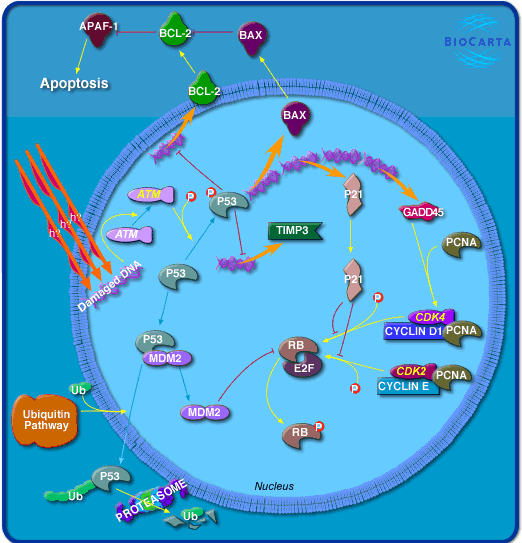 APAF-1
BCL-2
BAX
BIOCARTA
Apoptosis
BCL-2
BAX
ATM
P
P
P53
P21
GADD45
h?
h?
h?
ATM
TIMP3
PCNA
Damaged DNA
P53
P21
P
CDK4
CYCLIN D1
PCNA
P53
MDM2
RB
E2F
CDK2
PCNA
CYCLIN E
P
Ub
MDM2
Ubiquitin
Pathway
RB
P
P53
Ub
PROTEASOME
Ub
Nucleus